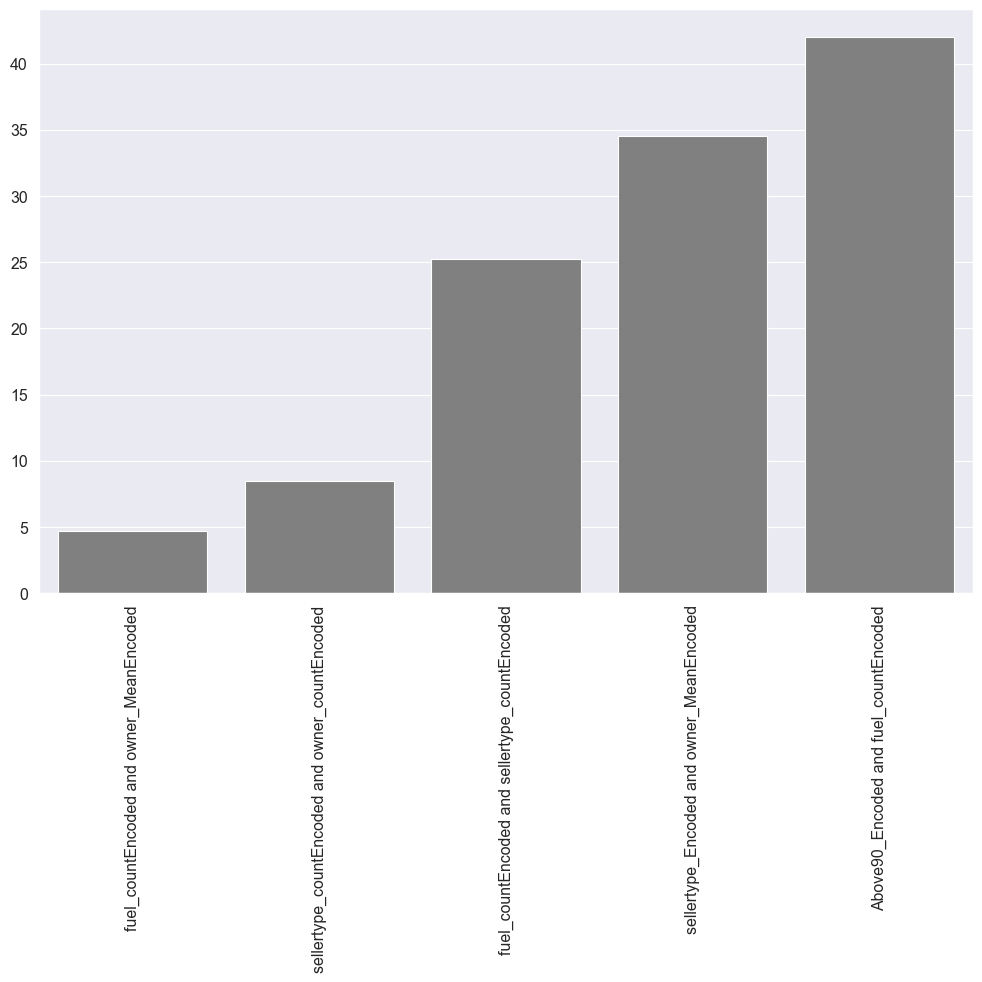 40
35
30
25
20
15
10
5
0
fuel_countEncoded and owner_MeanEncoded
sellertype_countEncoded and owner_countEncoded
fuel_countEncoded and sellertype_countEncoded
sellertype_Encoded and owner_MeanEncoded
Above90_Encoded and fuel_countEncoded